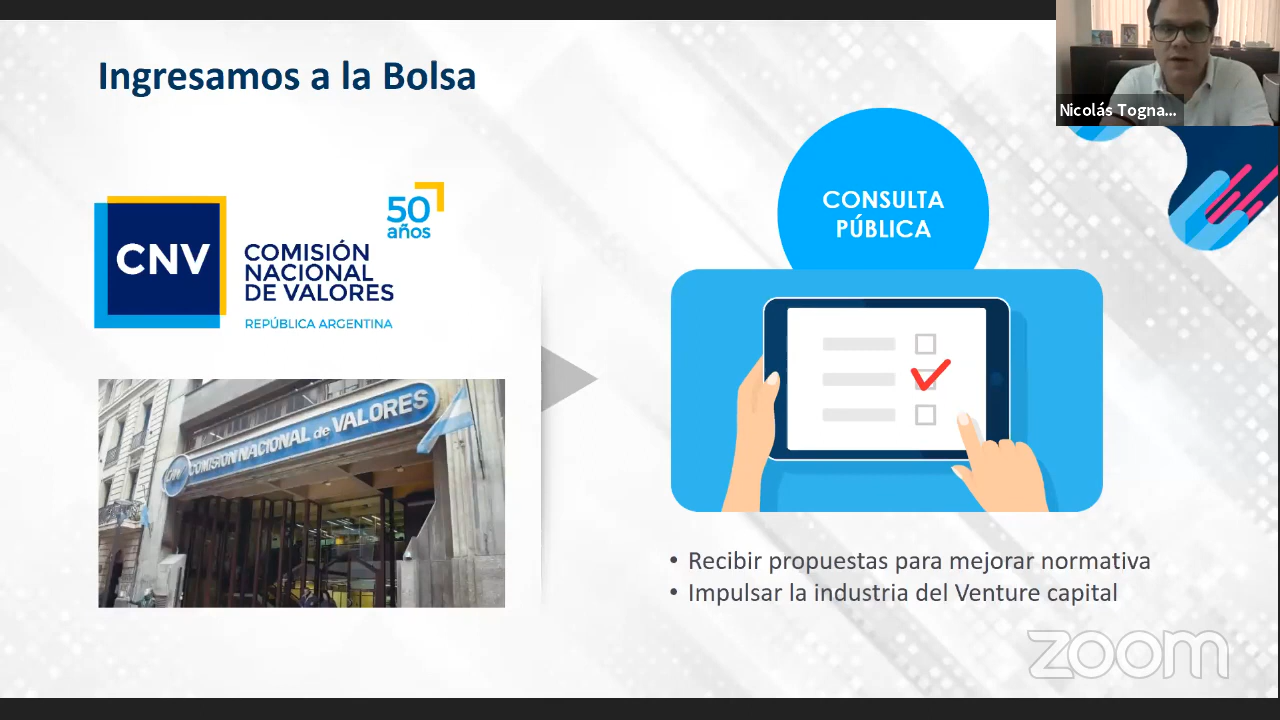 Ingresamos a la Bolsa
Nicolás Togna...
50
años
CNV
COMISIÓN
NACIONAL
DE VALORES
REPÚBLICA ARGENTINA
CONSULTA
PÚBLICA
COMISION NACIONAL de VALORES
• Recibir propuestas para mejorar normativa
• Impulsar la industria del Venture capital
zoom